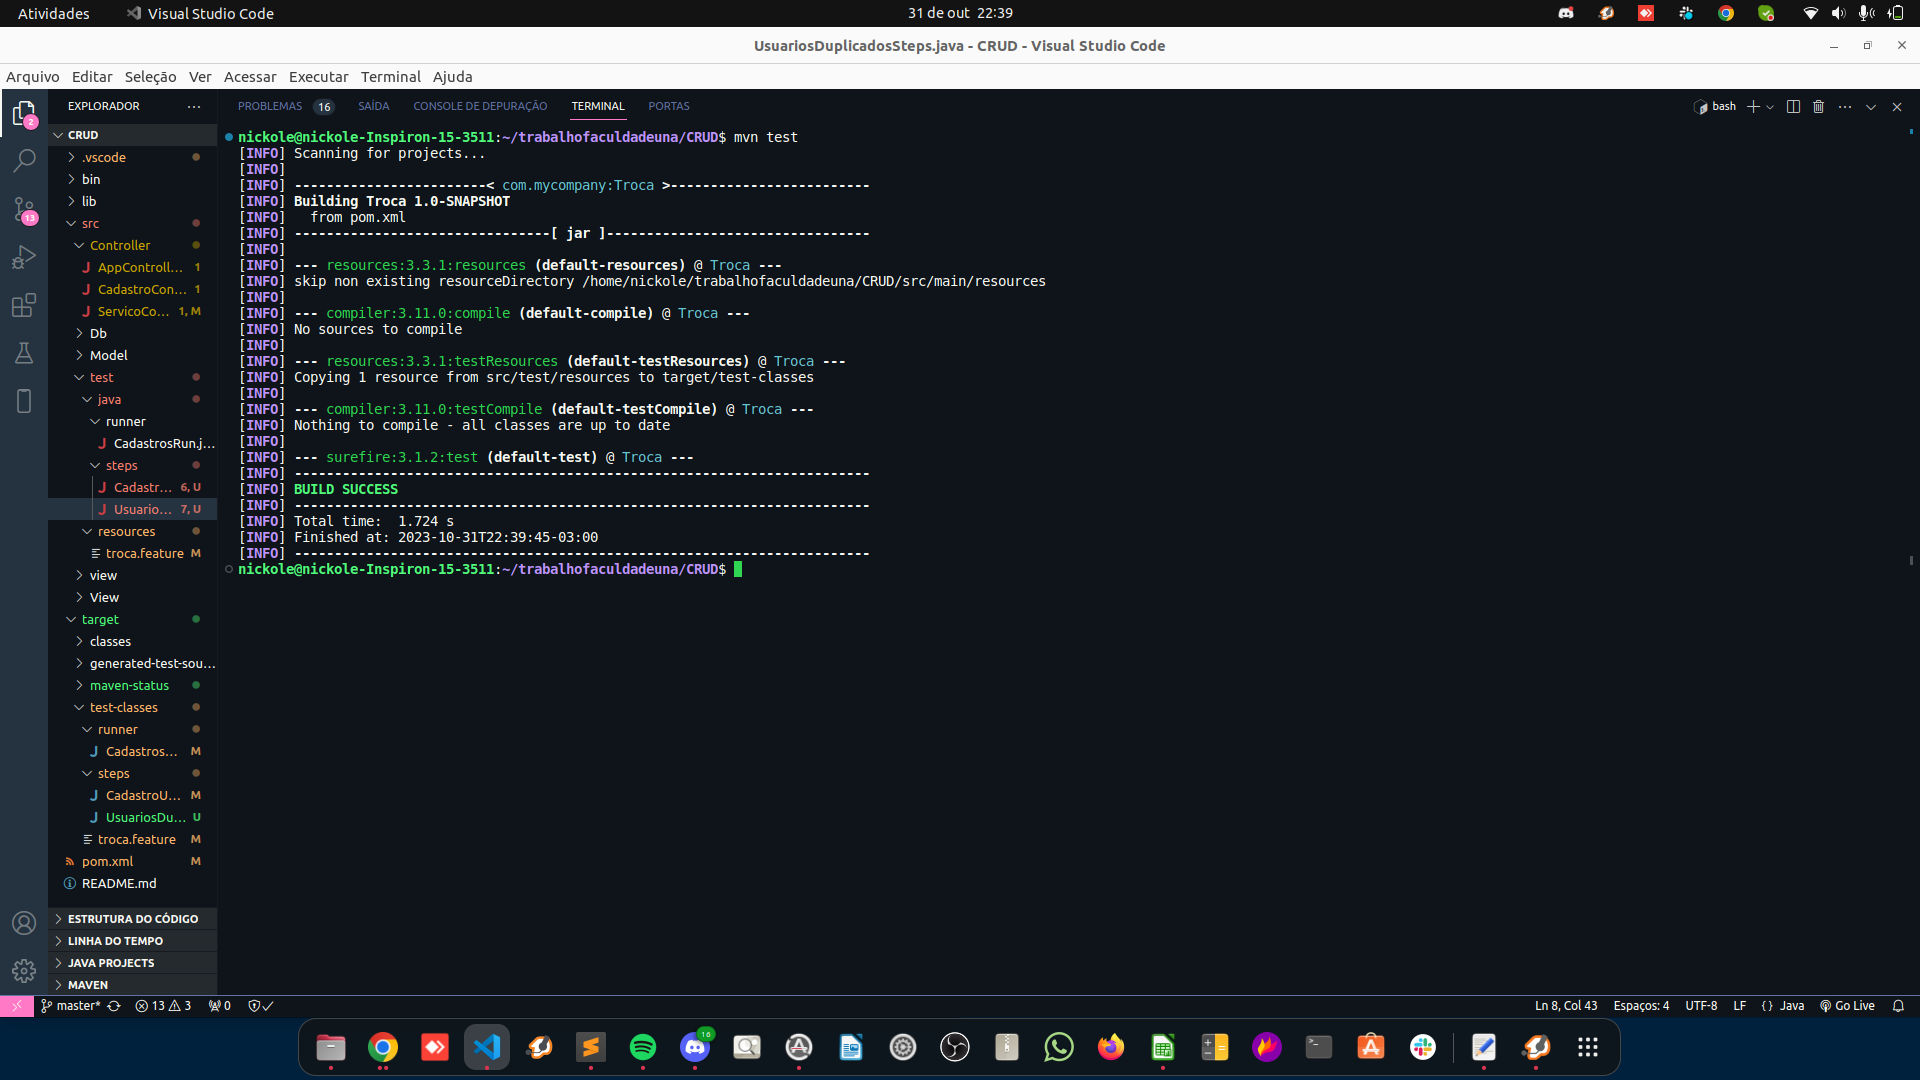 Atividades
Visual Studio Code
31 de out 22:39
UsuariosDuplicadosSteps.java - CRUD - Visual Studio Code
Arquivo Editar Seleção Ver Acessar Executar Terminal Ajuda
EXPLORADOR
PROBLEMAS 16 SAÍDA CONSOLE DE DEPURAÇÃO TERMINAL PORTAS
bash
2
13
CRUD
.vscode
bin
lib
src
Controller
AppControll... 1
CadastroCon... 1
ServicoCo... 1, M
Db
Model
test
java
runner
CadastrosRun.j...
steps
Cadastr... 6, U
Usuario... 7, U
resources
troca.feature M
view
View
target
classes
generated-test-sou...
maven-status
test-classes
runner
Cadastros... M
steps
CadastroU... M
UsuariosDu... U
troca.feature M
pom.xml M
README.md
ESTRUTURA DO CÓDIGO
LINHA DO TEMPO
JAVA PROJECTS
MAVEN
nickole@nickole-Inspiron-15-3511:~/trabalhofaculdadeuna/CRUD$ mvn test
[INFO] Scanning for projects...
[INFO]
[INFO] ------------------------< com.mycompany:Troca >-------------------------
[INFO] Building Troca 1.0-SNAPSHOT
[INFO]   from pom.xml
[INFO] --------------------------------[ jar ]---------------------------------
[INFO]
[INFO] --- resources:3.3.1:resources (default-resources) @ Troca ---
[INFO] skip non existing resourceDirectory /home/nickole/trabalhofaculdadeuna/CRUD/src/main/resources
[INFO]
[INFO] --- compiler:3.11.0:compile (default-compile) @ Troca ---
[INFO] No sources to compile
[INFO]
[INFO] --- resources:3.3.1:testResources (default-testResources) @ Troca ---
[INFO] Copying 1 resource from src/test/resources to target/test-classes
[INFO]
[INFO] --- compiler:3.11.0:testCompile (default-testCompile) @ Troca ---
[INFO] Nothing to compile - all classes are up to date
[INFO]
[INFO] --- surefire:3.1.2:test (default-test) @ Troca ---
[INFO] ------------------------------------------------------------------------
[INFO] BUILD SUCCESS
[INFO] ------------------------------------------------------------------------
[INFO] Total time:  1.724 s
[INFO] Finished at: 2023-10-31T22:39:45-03:00
[INFO] ------------------------------------------------------------------------
nickole@nickole-Inspiron-15-3511:~/trabalhofaculdadeuna/CRUD$
master* 13 3 0
Ln 8, Col 43 Espaços: 4 UTF-8 LF {} Java Go Live
16